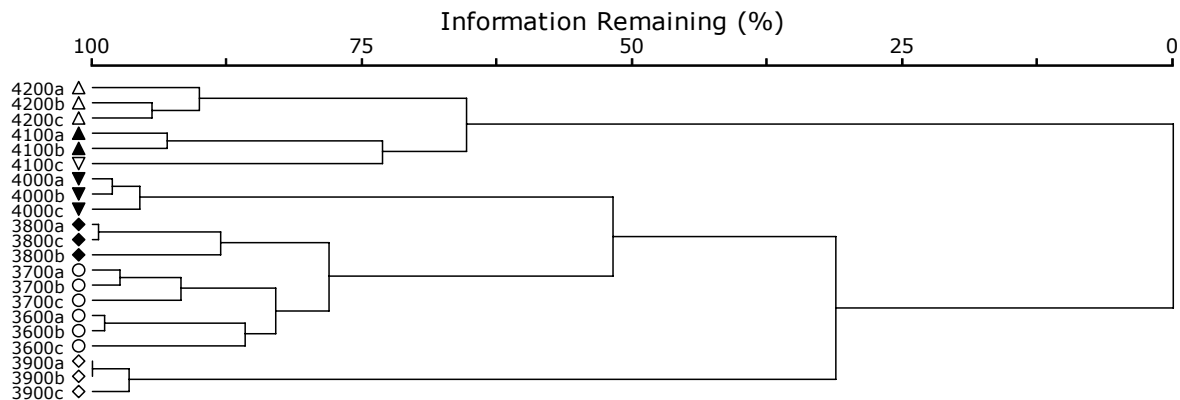 Information Remaining (%)
100 75 50 25 0
4200a
4200b
4200c
4100a
4100b
4100c
4000a
4000b
4000c
3800a
3800c
3800b
3700a
3700b
3700c
3600a
3600b
3600c
3900a
3900b
3900c